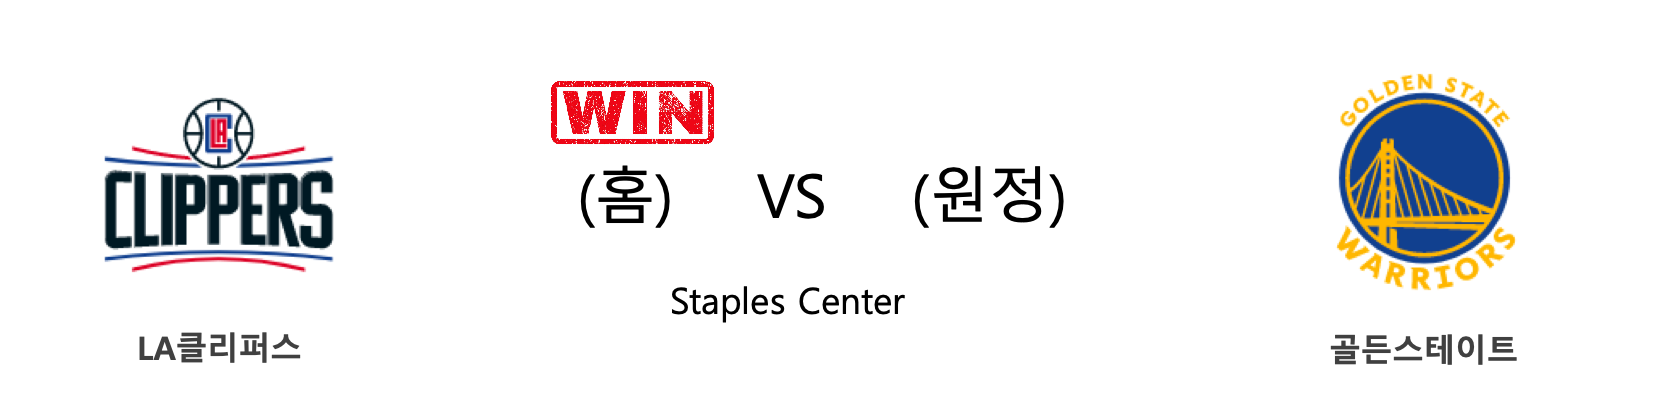 GOLDEN STATE
WIN
LAC
CLIPPERS
(홈) VS (원정)
WARRIORS
Staples Center
LA클리퍼스
골든스테이트